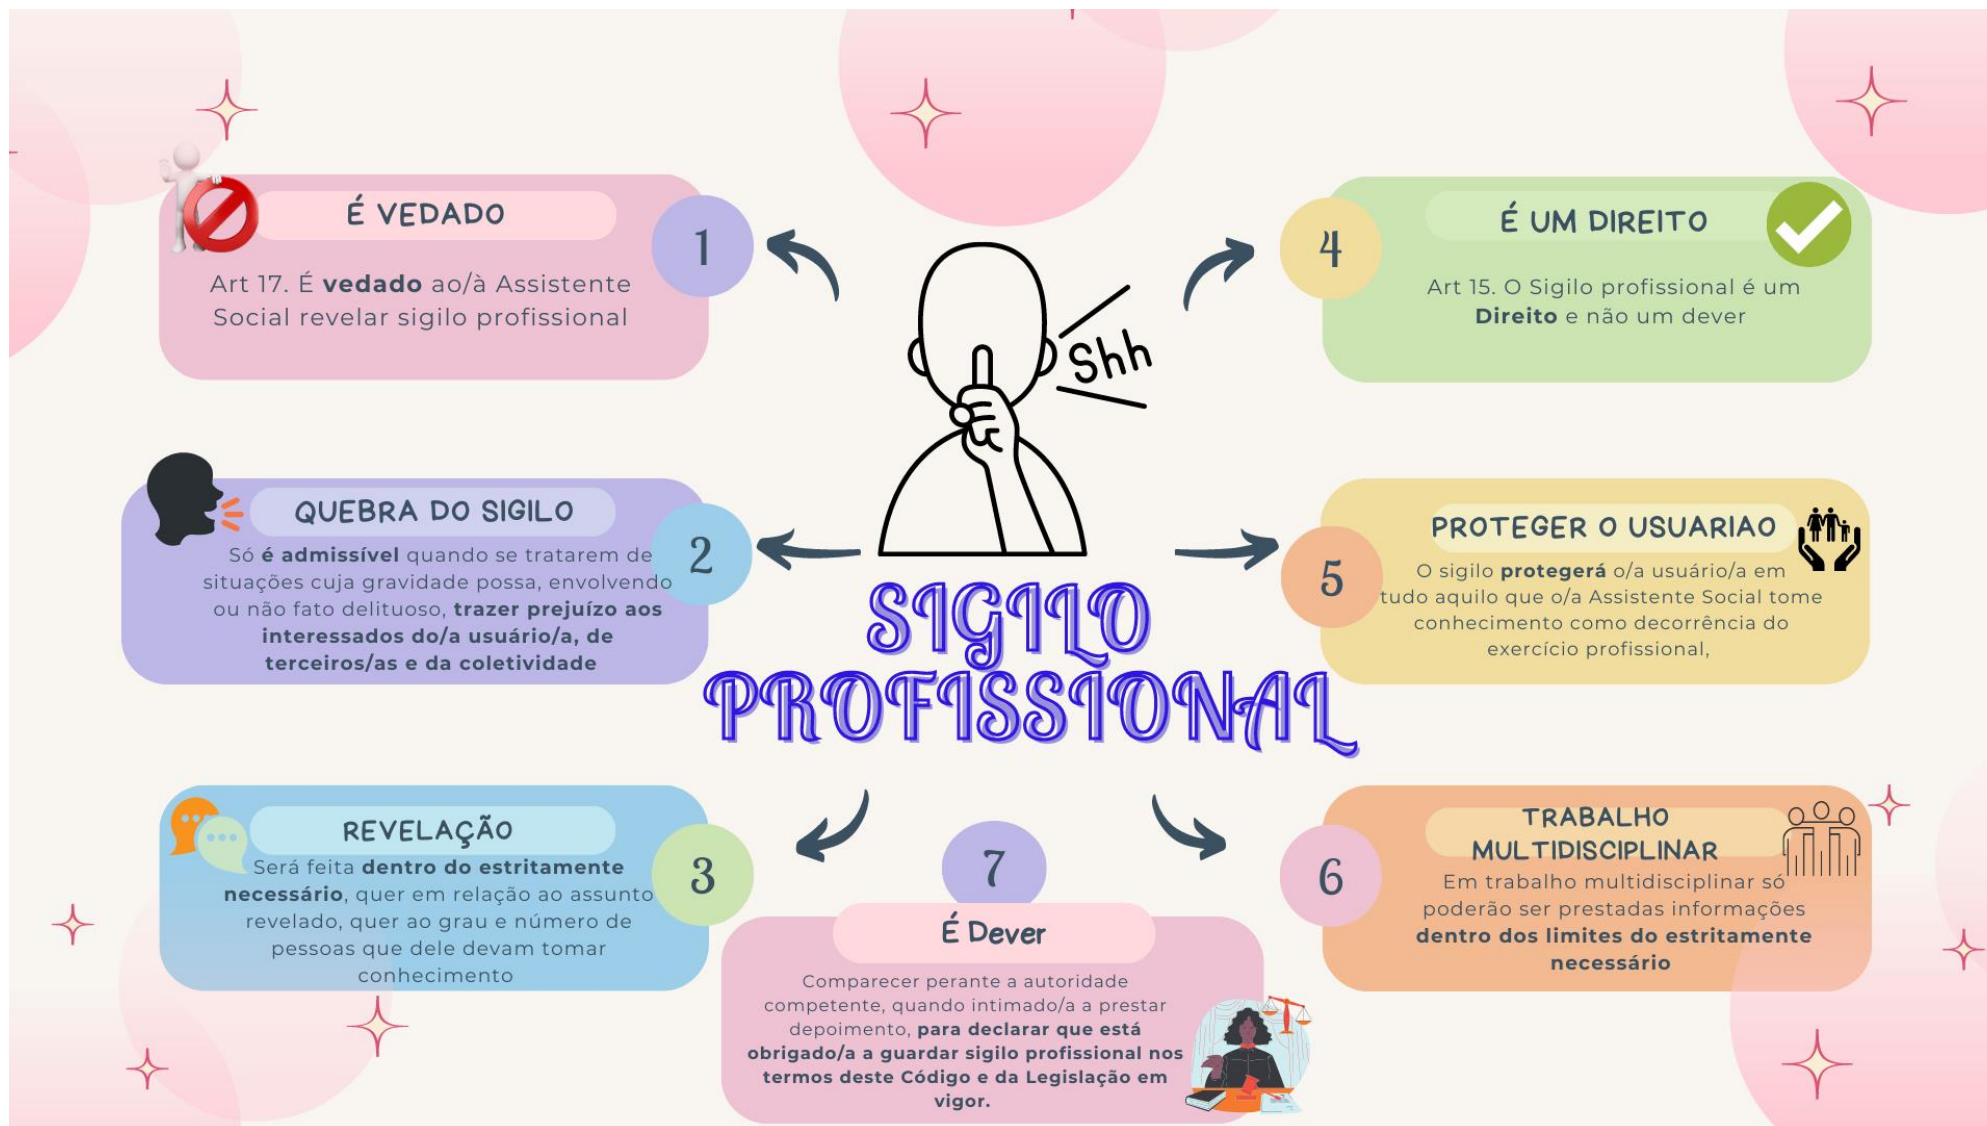 É VEDADO
1
Art 17. É vedado ao/à Assistente
Social revelar sigilo profissional
QUEBRA DO SIGILO
2
Só é admissível quando se tratarem de
situações cuja gravidade possa, envolvendo
ou não fato delituoso, trazer prejuízo aos
interessados do/a usuário/a, de
terceiros/as e da coletividade
REVELAÇÃO
3
Será feita dentro do estritamente
necessário, quer em relação ao assunto
revelado, quer ao grau e número de
pessoas que dele devam tomar
conhecimento
Shh
SIGILO
PROFISSIONAL
4
É UM DIREITO
Art 15. O Sigilo profissional é um
Direito e não um dever
5
PROTEGER O USUARIAO
O sigilo protegerá o/a usuário/a em
tudo aquilo que o/a Assistente Social tome
conhecimento como decorrência do
exercício profissional,
6
TRABALHO
MULTIDISCIPLINAR
Em trabalho multidisciplinar só
poderão ser prestadas informações
dentro dos limites do estritamente
necessário
7
É Dever
Comparecer perante a autoridade
competente, quando intimado/a a prestar
depoimento, para declarar que está
obrigado/a a guardar sigilo profissional nos
termos deste Código e da Legislação em
vigor.